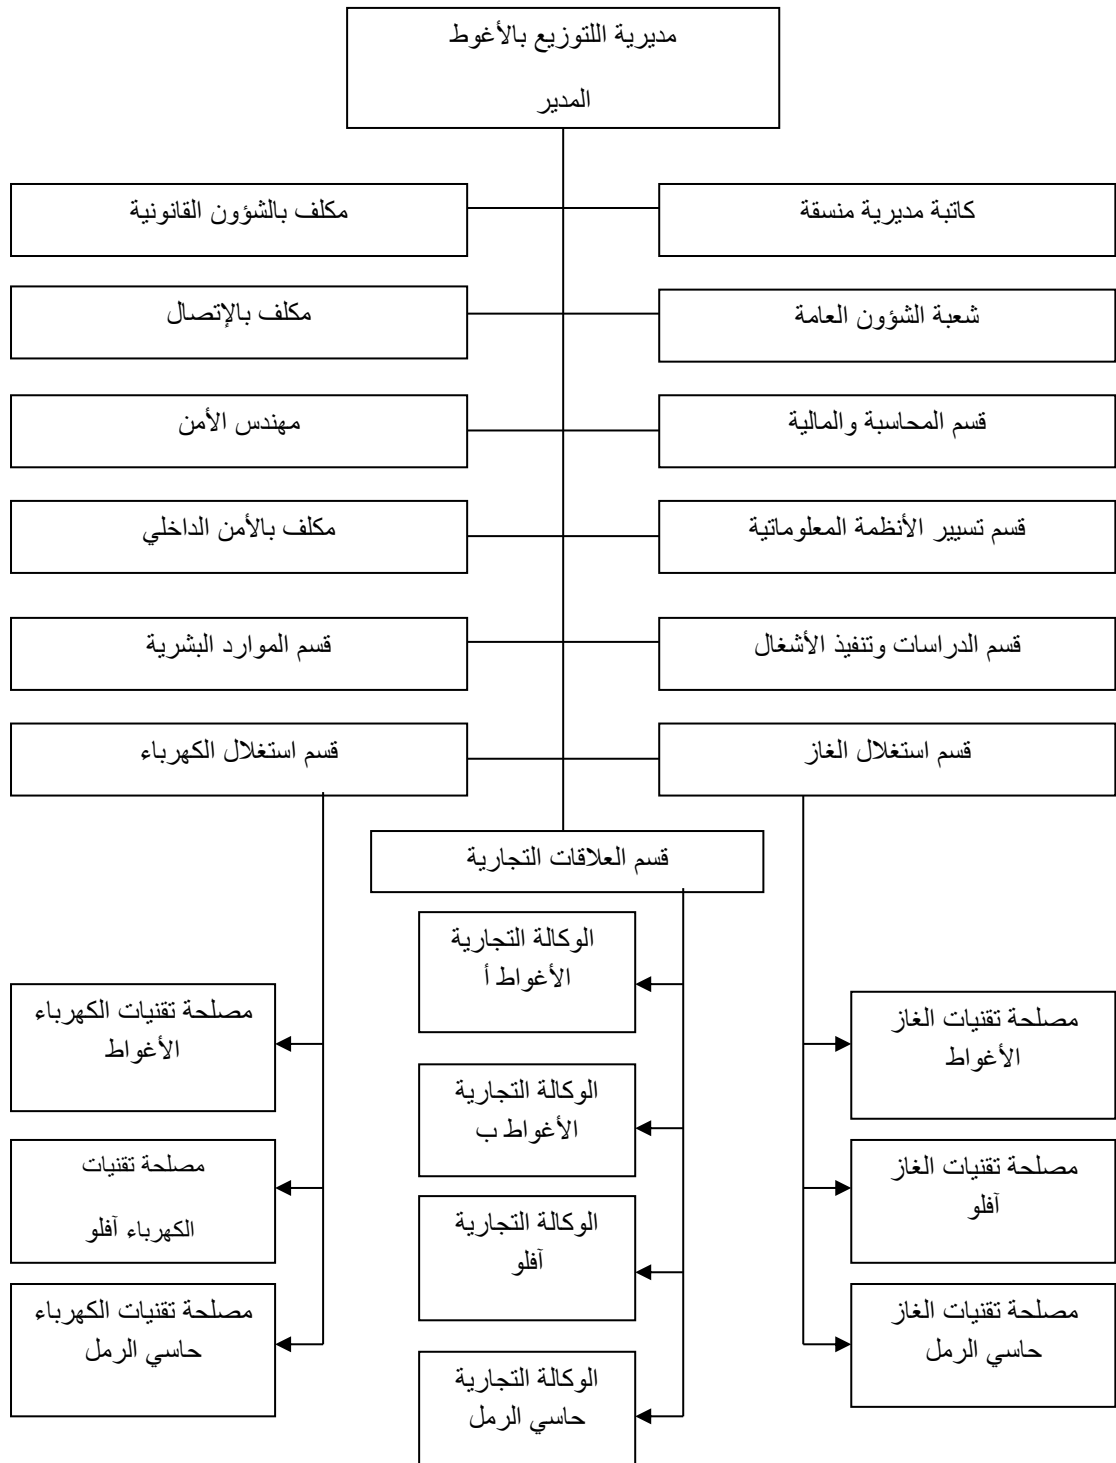 مديرية اللتوزيع بالأغوط
المدير
كاتبة مديرية منسقة
مكلف بالشؤون القانونية
شعبة الشؤون العامة
مكلف بالإتصال
قسم المحاسبة والمالية
مهندس الأمن
قسم تسيير الأنظمة المعلوماتية
مكلف بالأمن الداخلي
قسم الدراسات وتنفيذ الأشغال
قسم الموارد البشرية
قسم استغلال الغاز
قسم استغلال الكهرباء
قسم العلاقات التجارية
مصلحة تقنيات الغاز
الأغواط
مصلحة تقنيات الغاز
آفلو
مصلحة تقنيات الغاز
حاسي الرمل
الوكالة التجارية
الأغواط أ
الوكالة التجارية
الأغواط ب
الوكالة التجارية
آفلو
الوكالة التجارية
حاسي الرمل
مصلحة تقنيات الكهرباء
الأغواط
مصلحة تقنيات
الكهرباء آفلو
مصلحة تقنيات الكهرباء
حاسي الرمل